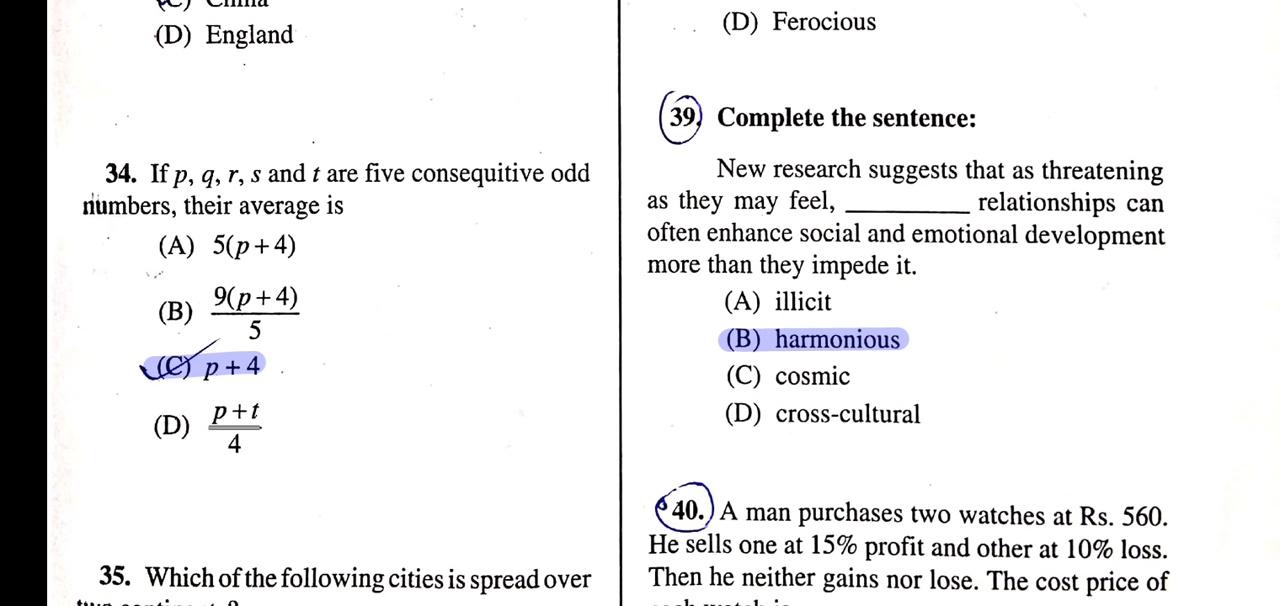 (D) England
34. If p, q, r, s and t are five consequitive odd
numbers, their average is
(A) 5(p+4)
(B) 9(p+4)/5
(C) p+4
(D) p+t/4
35. Which of the following cities is spread over
(D) Ferocious
39. Complete the sentence:
New research suggests that as threatening
as they may feel, __________ relationships can
often enhance social and emotional development
more than they impede it.
(A) illicit
(B) harmonious
(C) cosmic
(D) cross-cultural
40. A man purchases two watches at Rs. 560.
He sells one at 15% profit and other at 10% loss.
Then he neither gains nor lose. The cost price of